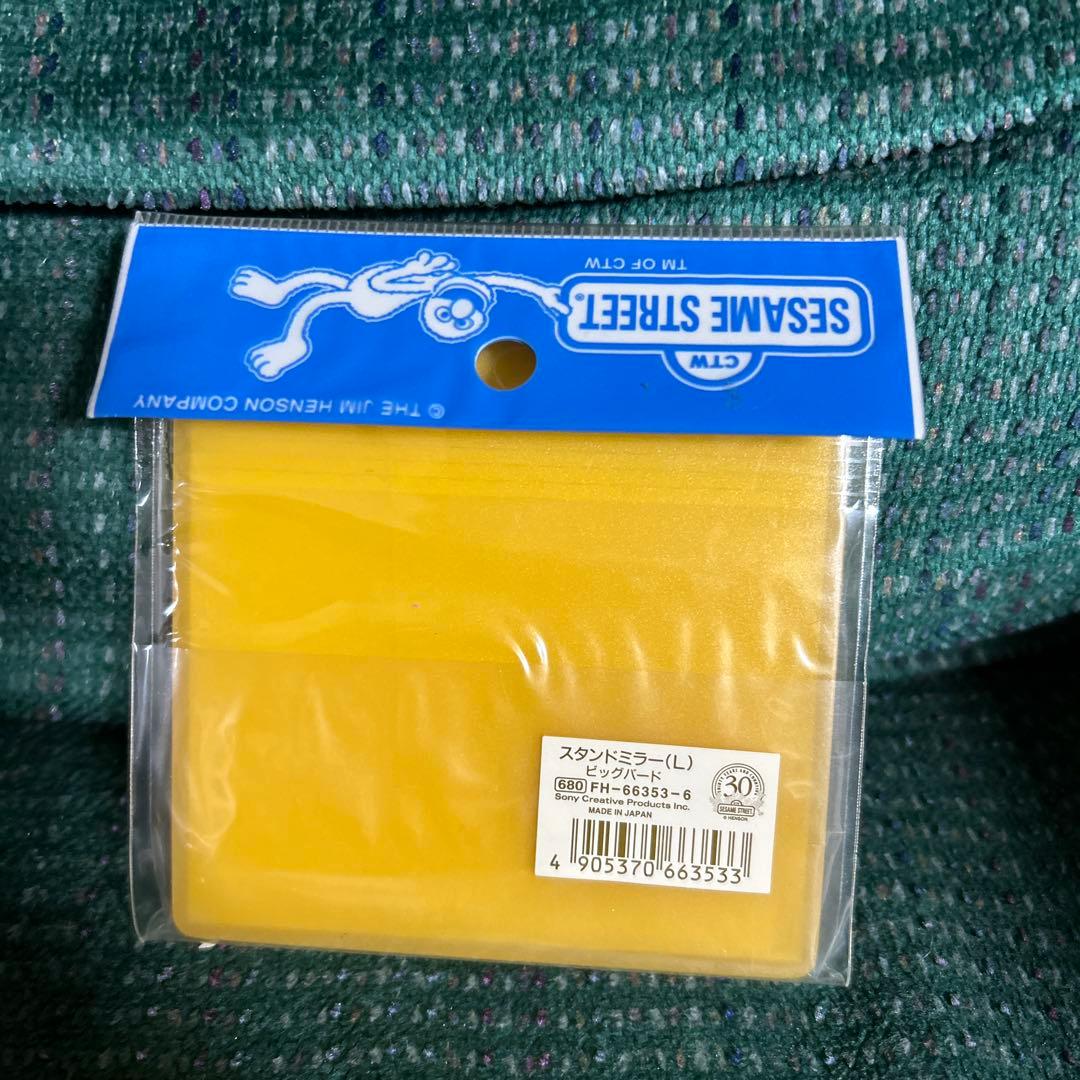 TM OF CTW
SESAME STREET®
CTW
© THE JIM HENSON COMPANY
スタンドミラー(L)
ビッグバード
680 FH-66353-6
Sony Creative Products Inc.
MADE IN JAPAN
30
SESAME STREET
© HENSON
4 905370 663533